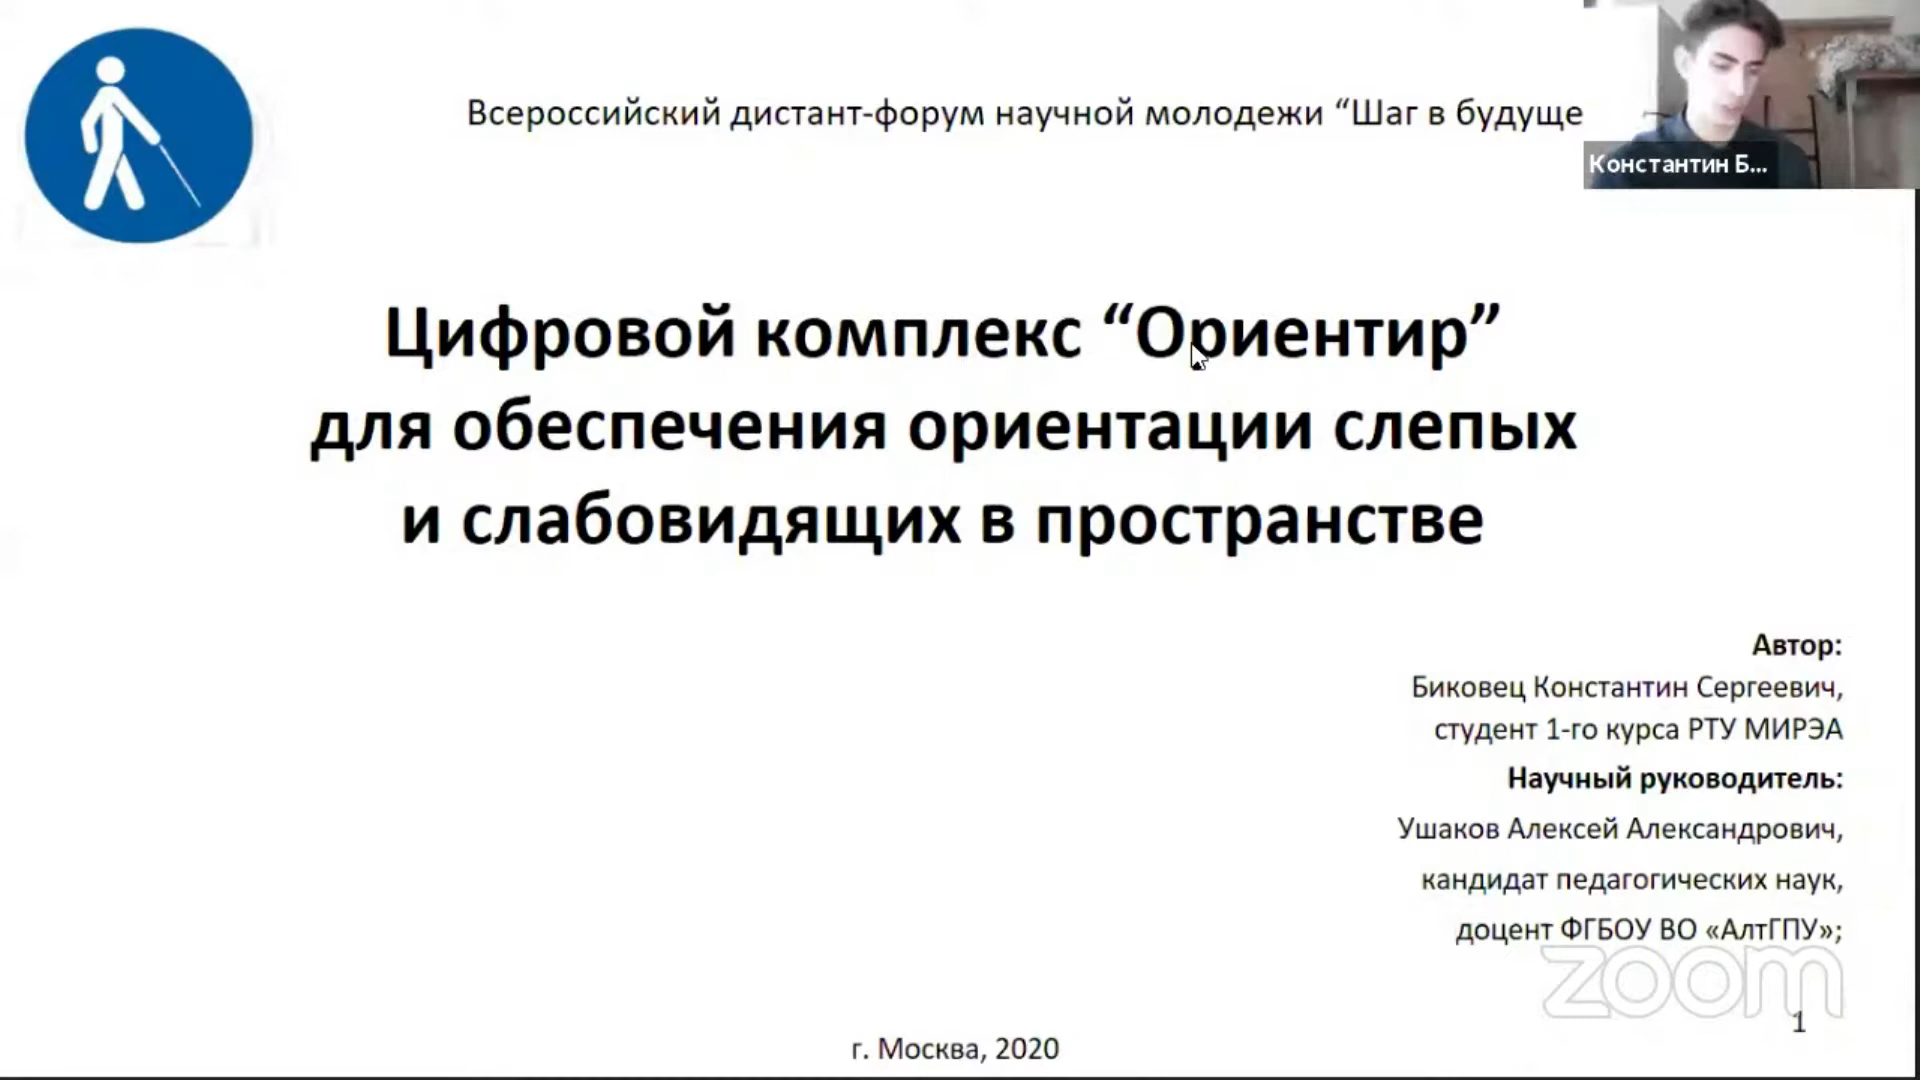 Всероссийский дистант-форум научной молодежи “Шаг в будуще
Константин Б...
Цифровой комплекс “Ориентир”
для обеспечения ориентации слепых
и слабовидящих в пространстве
Автор:
Биковец Константин Сергеевич,
студент 1-го курса РТУ МИРЭА
Научный руководитель:
Ушаков Алексей Александрович,
кандидат педагогических наук,
доцент ФГБОУ ВО «АлтГПУ»;
zoom
1
г. Москва, 2020